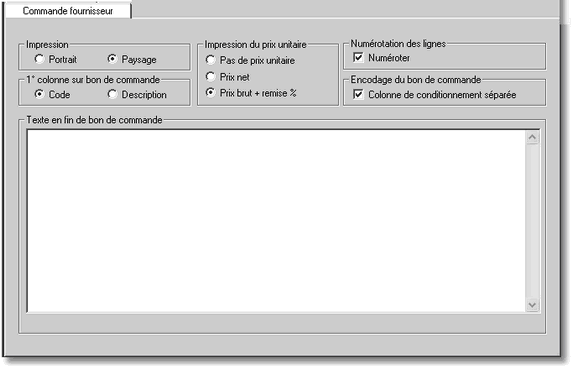 Commande fournisseur
Impression
Portrait
Paysage
Impression du prix unitaire
Pas de prix unitaire
Prix net
Prix brut + remise %
Numérotation des lignes
Numéroter
1° colonne sur bon de commande
Code
Description
Encodage du bon de commande
Colonne de conditionnement séparée
Texte en fin de bon de commande